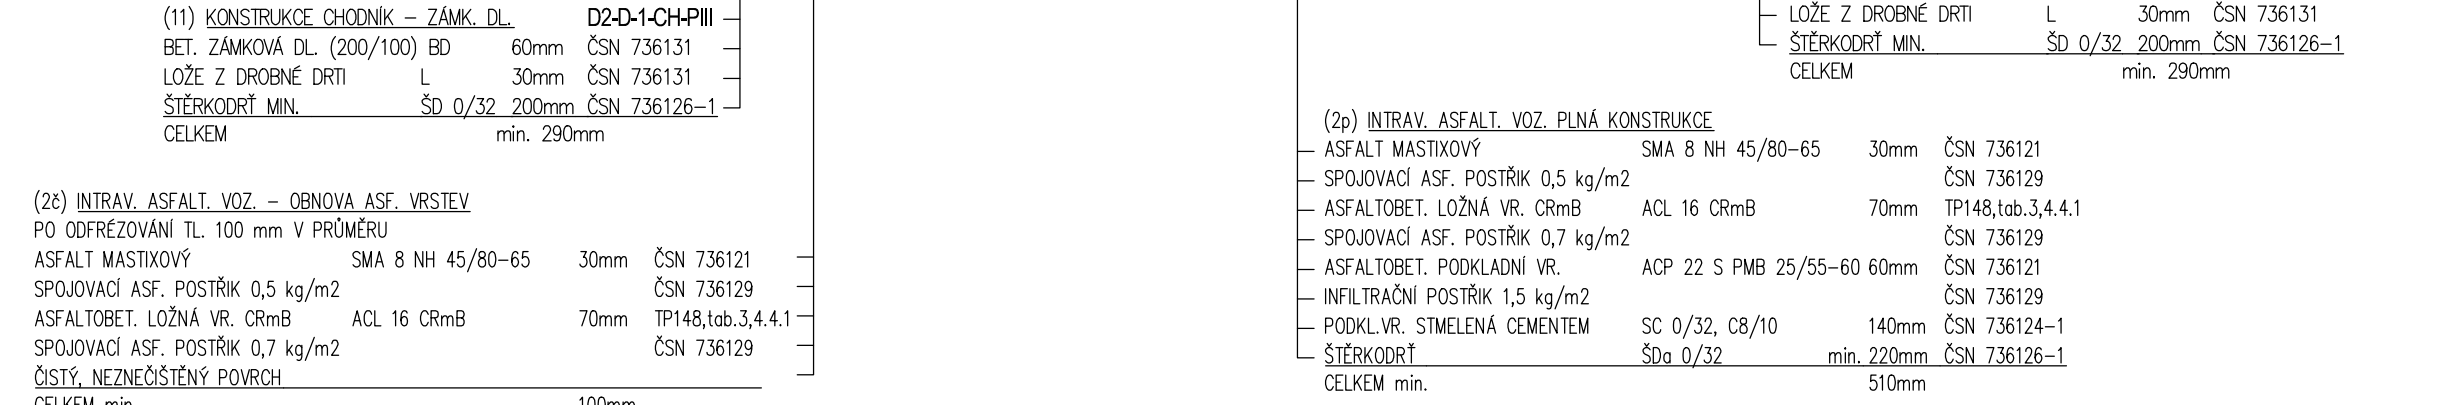 (11) KONSTRUKCE CHODNÍK – ZÁMK. DL. D2-D-1-CH-PIII
BET. ZÁMKOVÁ DL. (200/100) BD 60mm ČSN 736131
LOŽE Z DROBNÉ DRTI L 30mm ČSN 736131
ŠTĚRKODRŤ MIN. ŠD 0/32 200mm ČSN 736126–1
CELKEM min. 290mm
(2č) INTRAV. ASFALT. VOZ. – OBNOVA ASF. VRSTEV
PO ODFRÉZOVÁNÍ TL. 100 mm V PRŮMĚRU
ASFALT MASTIXOVÝ SMA 8 NH 45/80–65 30mm ČSN 736121
SPOJOVACÍ ASF. POSTŘIK 0,5 kg/m2 ČSN 736129
ASFALTOBET. LOŽNÁ VR. CRmB ACL 16 CRmB 70mm TP148,tab.3,4.4.1
SPOJOVACÍ ASF. POSTŘIK 0,7 kg/m2 ČSN 736129
ČISTÝ, NEZNEČIŠTĚNÝ POVRCH
CELKEM min. 100mm
LOŽE Z DROBNÉ DRTI L 30mm ČSN 736131
ŠTĚRKODRŤ MIN. ŠD 0/32 200mm ČSN 736126–1
CELKEM min. 290mm
(2p) INTRAV. ASFALT. VOZ. PLNÁ KONSTRUKCE
ASFALT MASTIXOVÝ SMA 8 NH 45/80–65 30mm ČSN 736121
SPOJOVACÍ ASF. POSTŘIK 0,5 kg/m2 ČSN 736129
ASFALTOBET. LOŽNÁ VR. CRmB ACL 16 CRmB 70mm TP148,tab.3,4.4.1
SPOJOVACÍ ASF. POSTŘIK 0,7 kg/m2 ČSN 736129
ASFALTOBET. PODKLADNÍ VR. ACP 22 S PMB 25/55–60 60mm ČSN 736121
INFILTRAČNÍ POSTŘIK 1,5 kg/m2 ČSN 736129
PODKL.VR. STMELENÁ CEMENTEM SC 0/32, C8/10 140mm ČSN 736124–1
ŠTĚRKODRŤ ŠDa 0/32 min. 220mm ČSN 736126–1
CELKEM min. 510mm